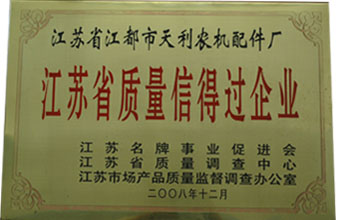 江苏省江都市天利农机配件厂
江苏省质量信得过企业
江苏名牌事业促进会
江苏省质量调查中心
江苏市场产品质量监督调查办公室
二〇〇八年十二月